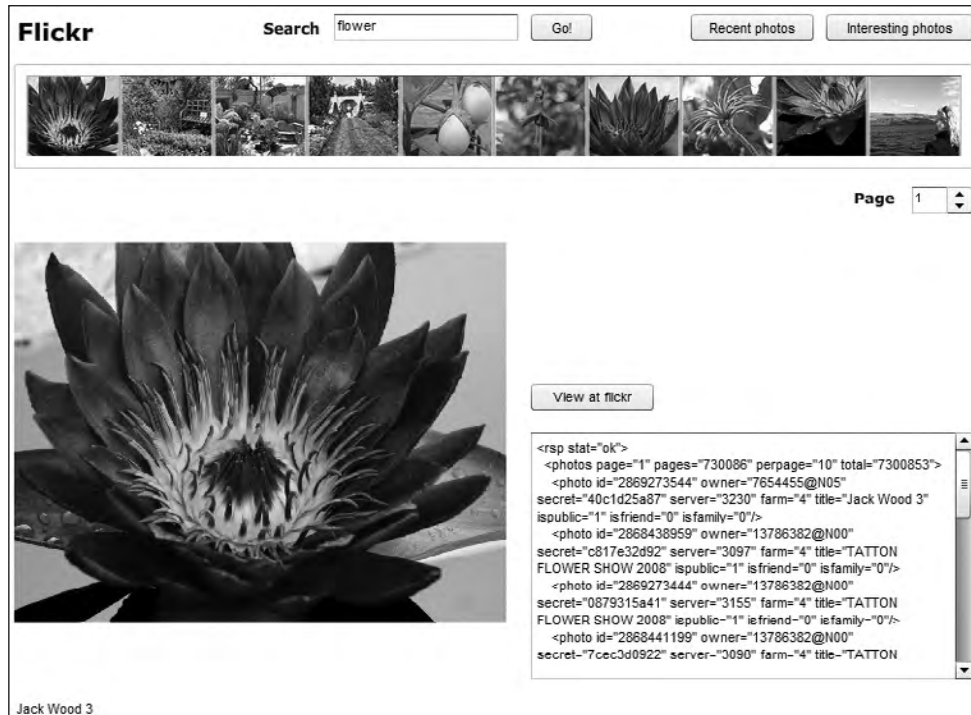 Flickr
Search flower Go! Recent photos Interesting photos
Page 1
View at flickr
<rsp stat="ok">
<photos page="1" pages="730086" perpage="10" total="7300853">
<photo id="2869273544" owner="7654455@N05"
secret="40c1d25a87" server="3230" farm="4" title="Jack Wood 3"
ispublic="1" isfriend="0" isfamily="0"/>
<photo id="2868438959" owner="13786382@N00"
secret="c817e32d92" server="3097" farm="4" title="TATTON
FLOWER SHOW 2008" ispublic="1" isfriend="0" isfamily="0"/>
<photo id="2869273444" owner="13786382@N00"
secret="0879315a41" server="3155" farm="4" title="TATTON
FLOWER SHOW 2008" ispublic="1" isfriend="0" isfamily="0"/>
<photo id="2868441199" owner="13786382@N00"
secret="7cec3d0922" server="3090" farm="4" title="TATTON
Jack Wood 3